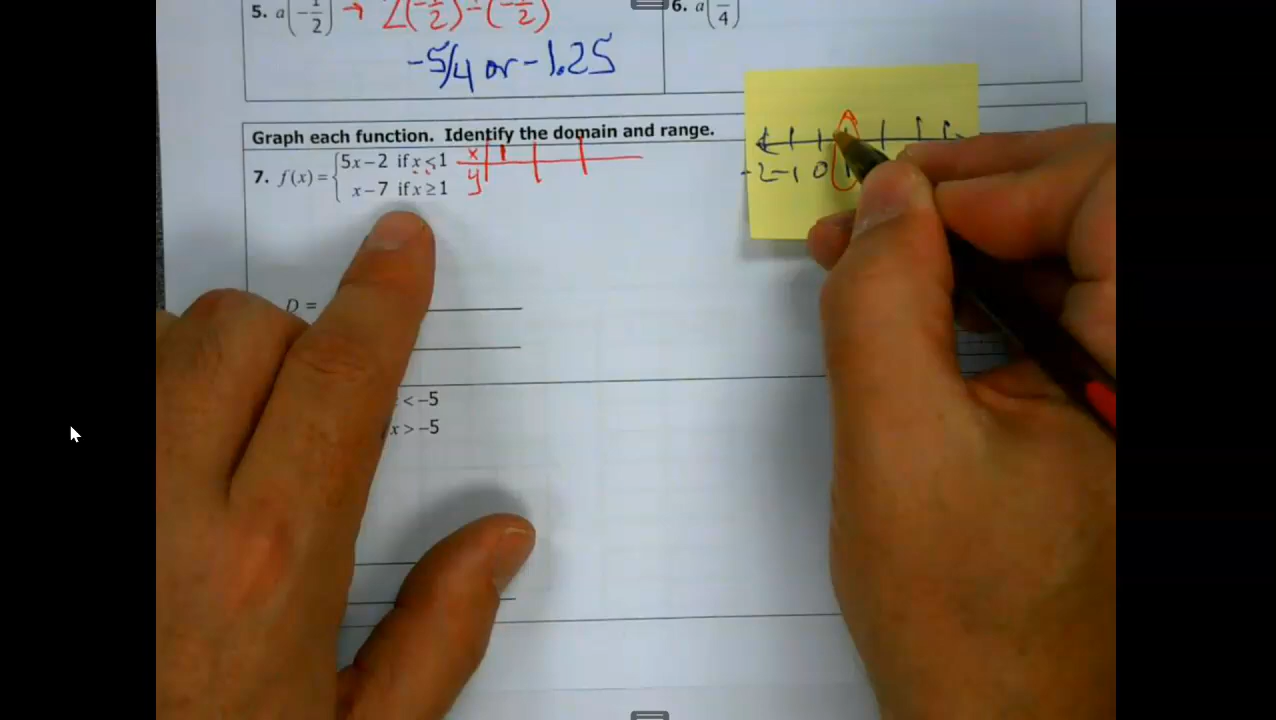 5. a(-1/2) → 2(-1/2)÷(-1/2)
6. a( /4)
-5/4 or -1.25
Graph each function. Identify the domain and range.
7. f(x) = { 5x – 2 if x < 1
x – 7 if x ≥ 1
x 1
y
-2 -1 0 1
D =
< –5
x > –5